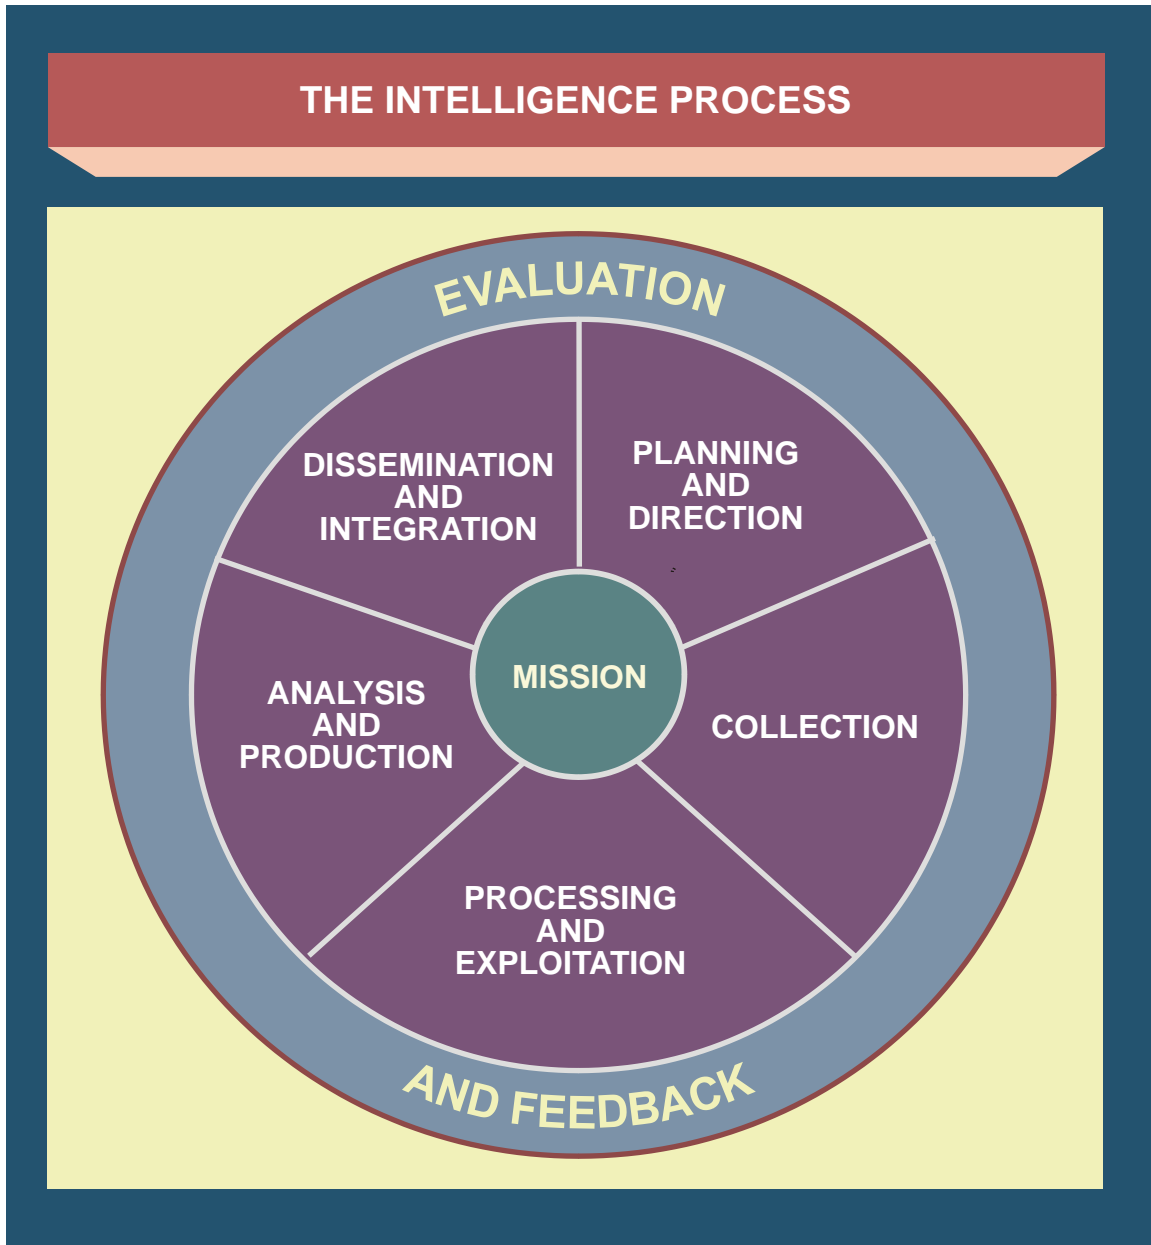 THE INTELLIGENCE PROCESS
EVALUATION
PLANNING
AND
DIRECTION
COLLECTION
PROCESSING
AND
EXPLOITATION
ANALYSIS
AND
PRODUCTION
DISSEMINATION
AND
INTEGRATION
MISSION
AND FEEDBACK